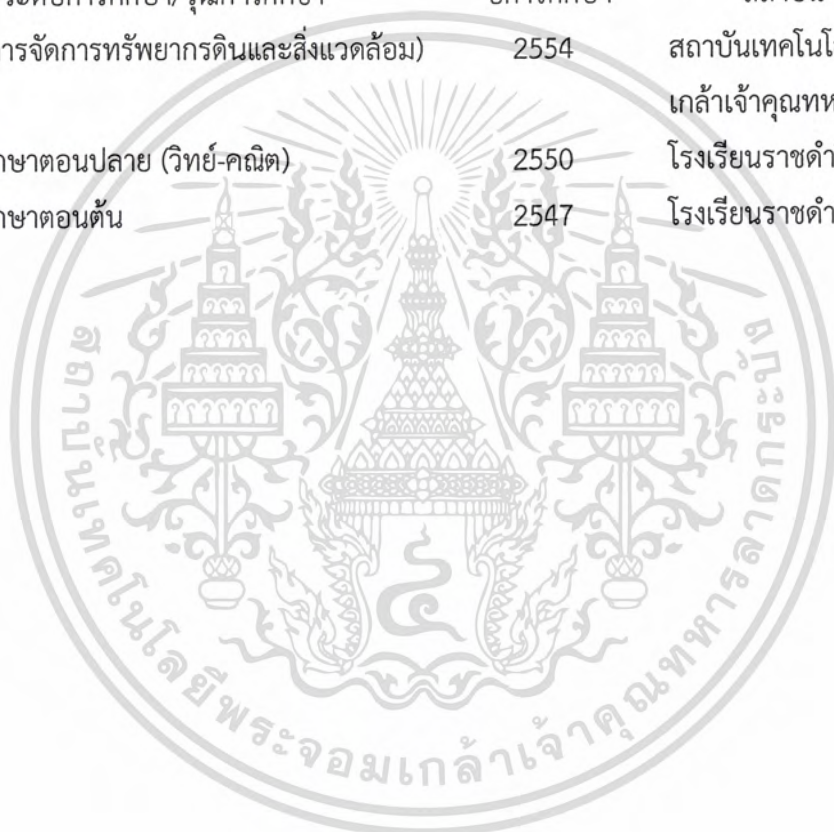 การจัดการทรัพยากรดินและสิ่งแวดล้อม) 2554 สถาบันเทคโนโล
เกล้าเจ้าคุณทห
กษาตอนปลาย (วิทย์-คณิต) 2550 โรงเรียนราชดำ
กษาตอนต้น 2547 โรงเรียนราชดำ
สถาบันเทคโนโลยีพระจอมเกล้าเจ้าคุณทหารลาดกระบัง